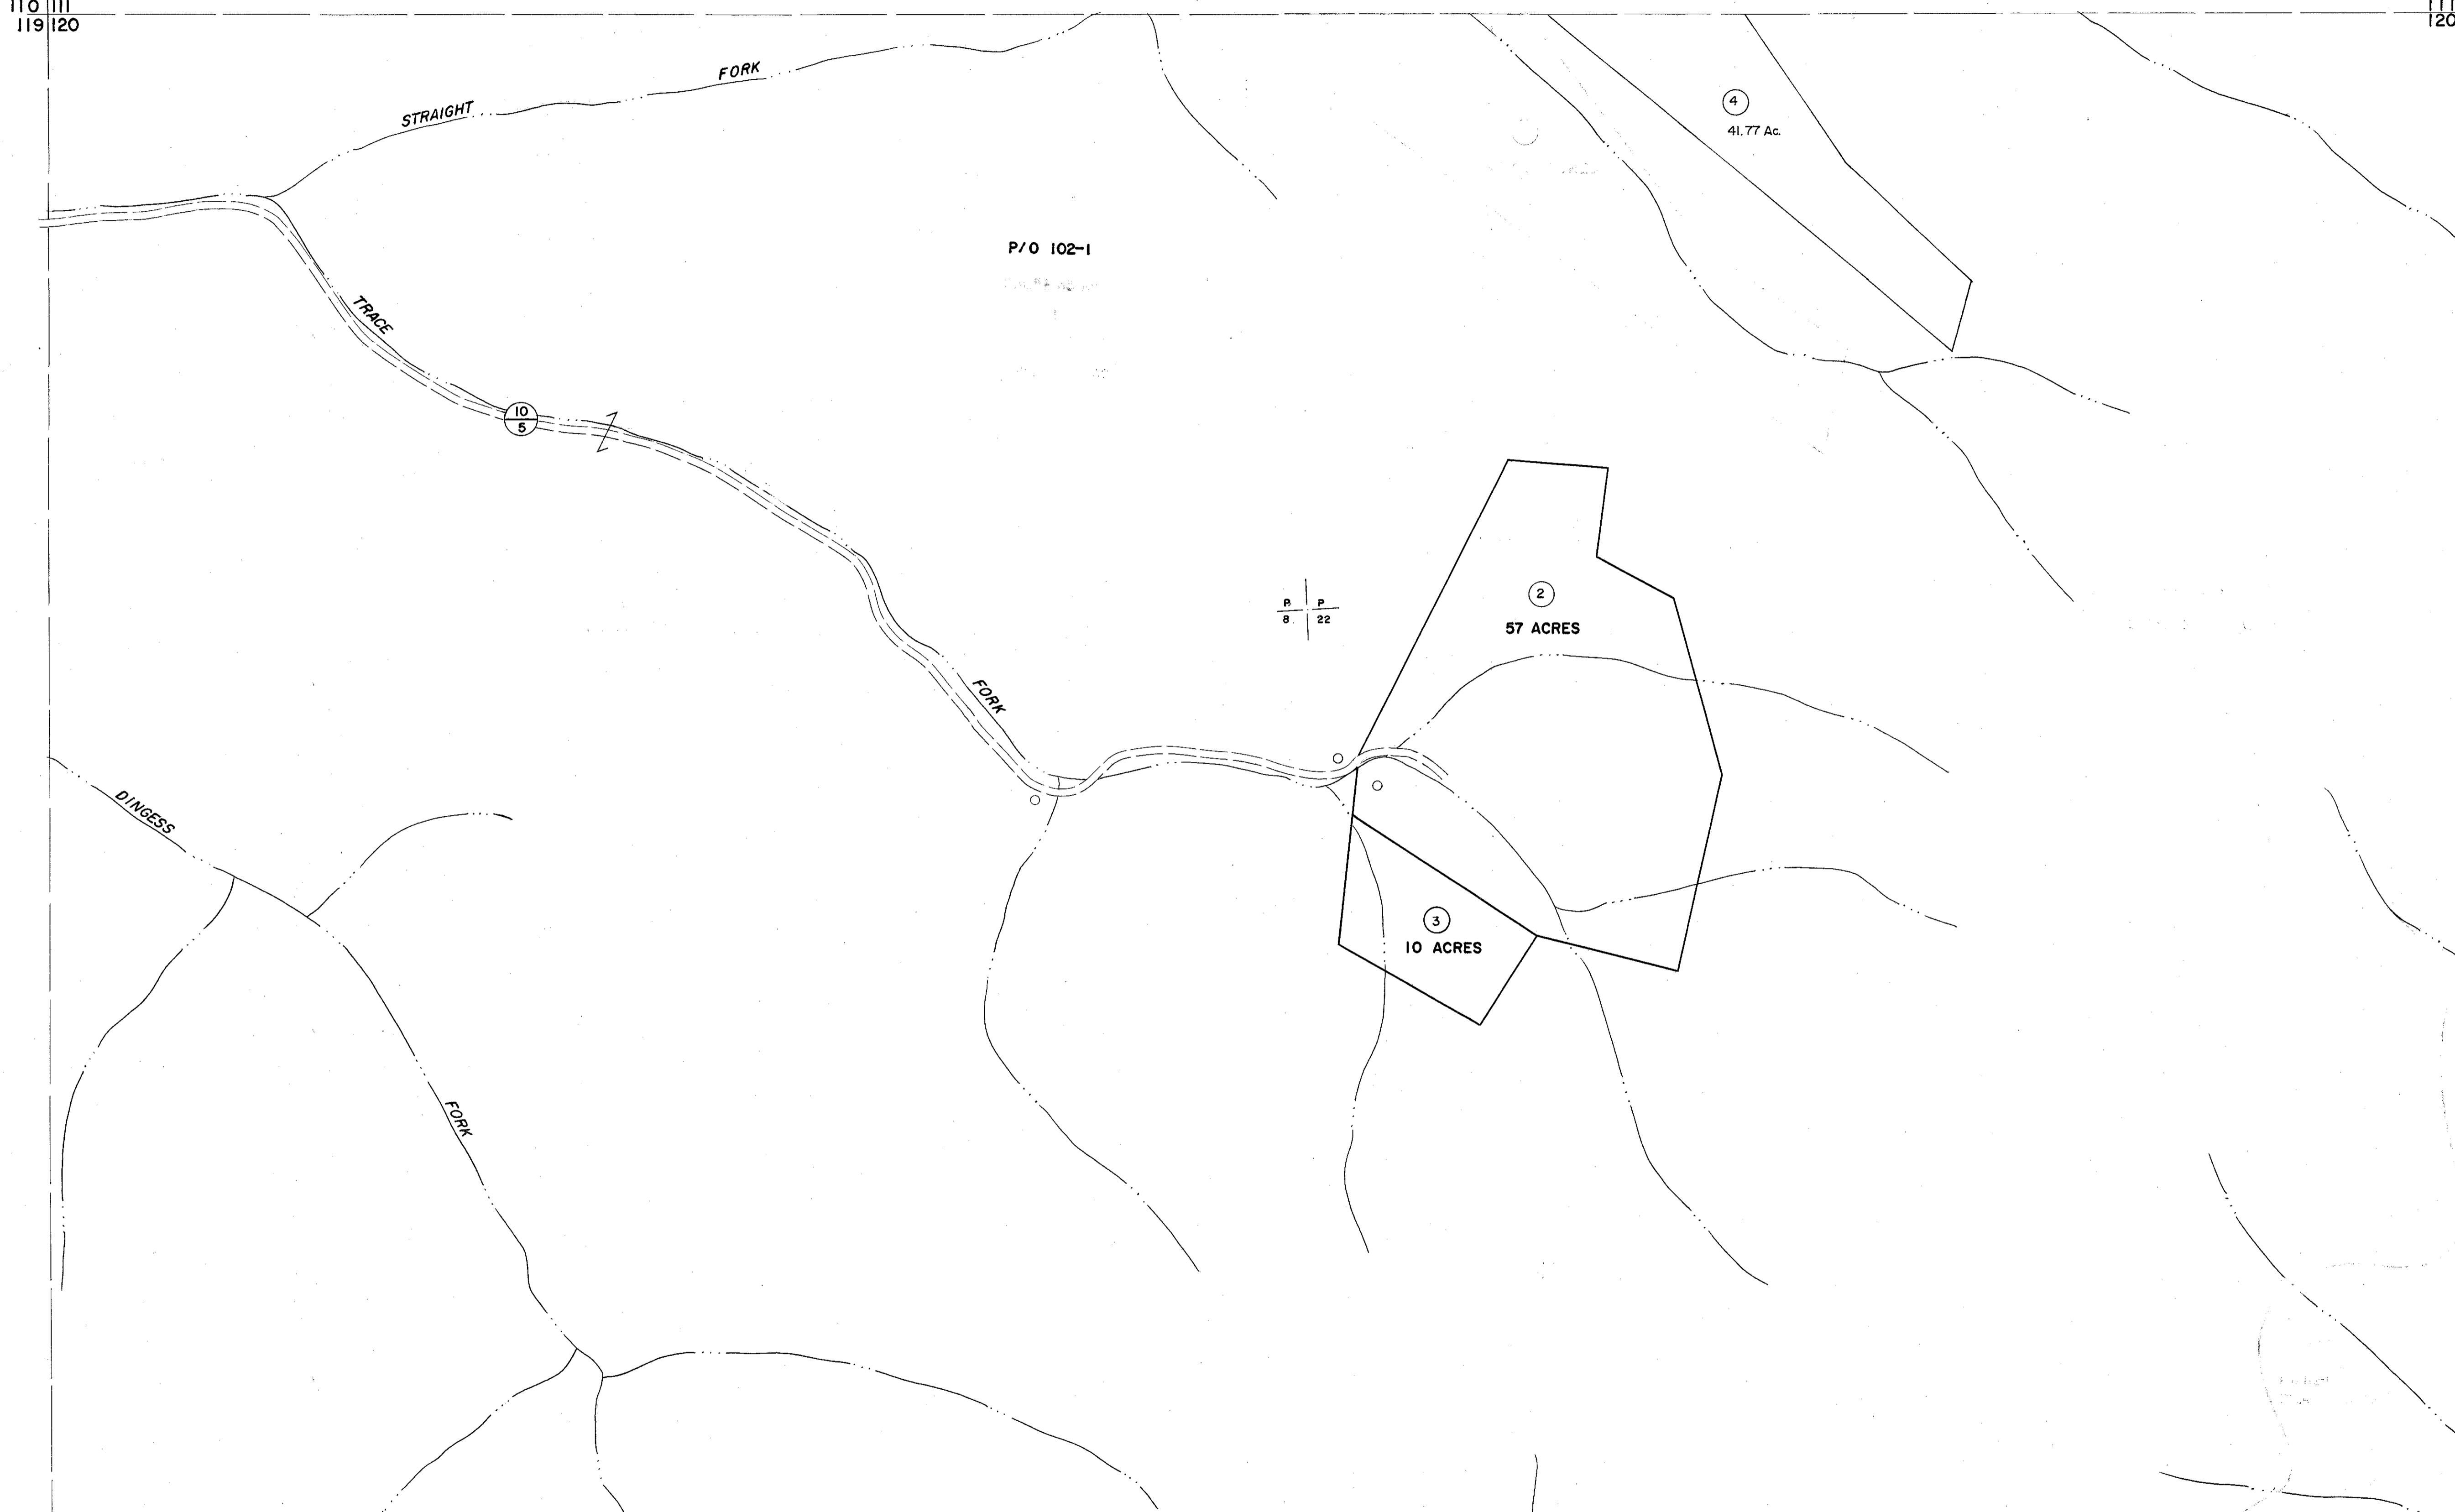 110 111
119 120
111
120
STRAIGHT FORK
4
41.77 Ac.
P/O 102-1
TRACE FORK
10
5
P P
8 22
2
57 ACRES
DINGESS FORK
3
10 ACRES